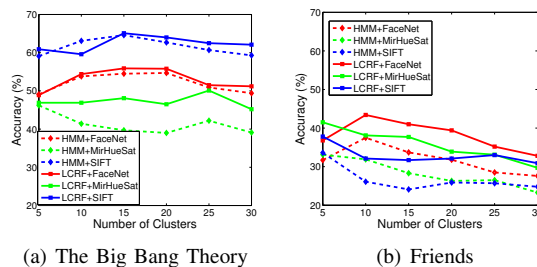 70
60
50
40
30
20
Accuracy (%)
HMM+FaceNet
HMM+MirHueSat
HMM+SIFT
LCRF+FaceNet
LCRF+MirHueSat
LCRF+SIFT
5 10 15 20 25 30
Number of Clusters
(a) The Big Bang Theory
80
70
60
50
40
30
20
Accuracy (%)
HMM+FaceNet
HMM+MirHueSat
HMM+SIFT
LCRF+FaceNet
LCRF+MirHueSat
LCRF+SIFT
5 10 15 20 25 30
Number of Clusters
(b) Friends